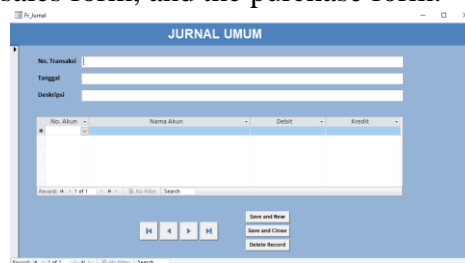 sales form, and the purchase form.
Fr_Jurnal
JURNAL UMUM
No. Transaksi
Tanggal
Deskripsi
No. Akun Nama Akun Debit Kredit
Record: 1 of 1 No Filter Search
Save and New
Save and Close
Delete Record
Record: 1 of 1 No Filter Search